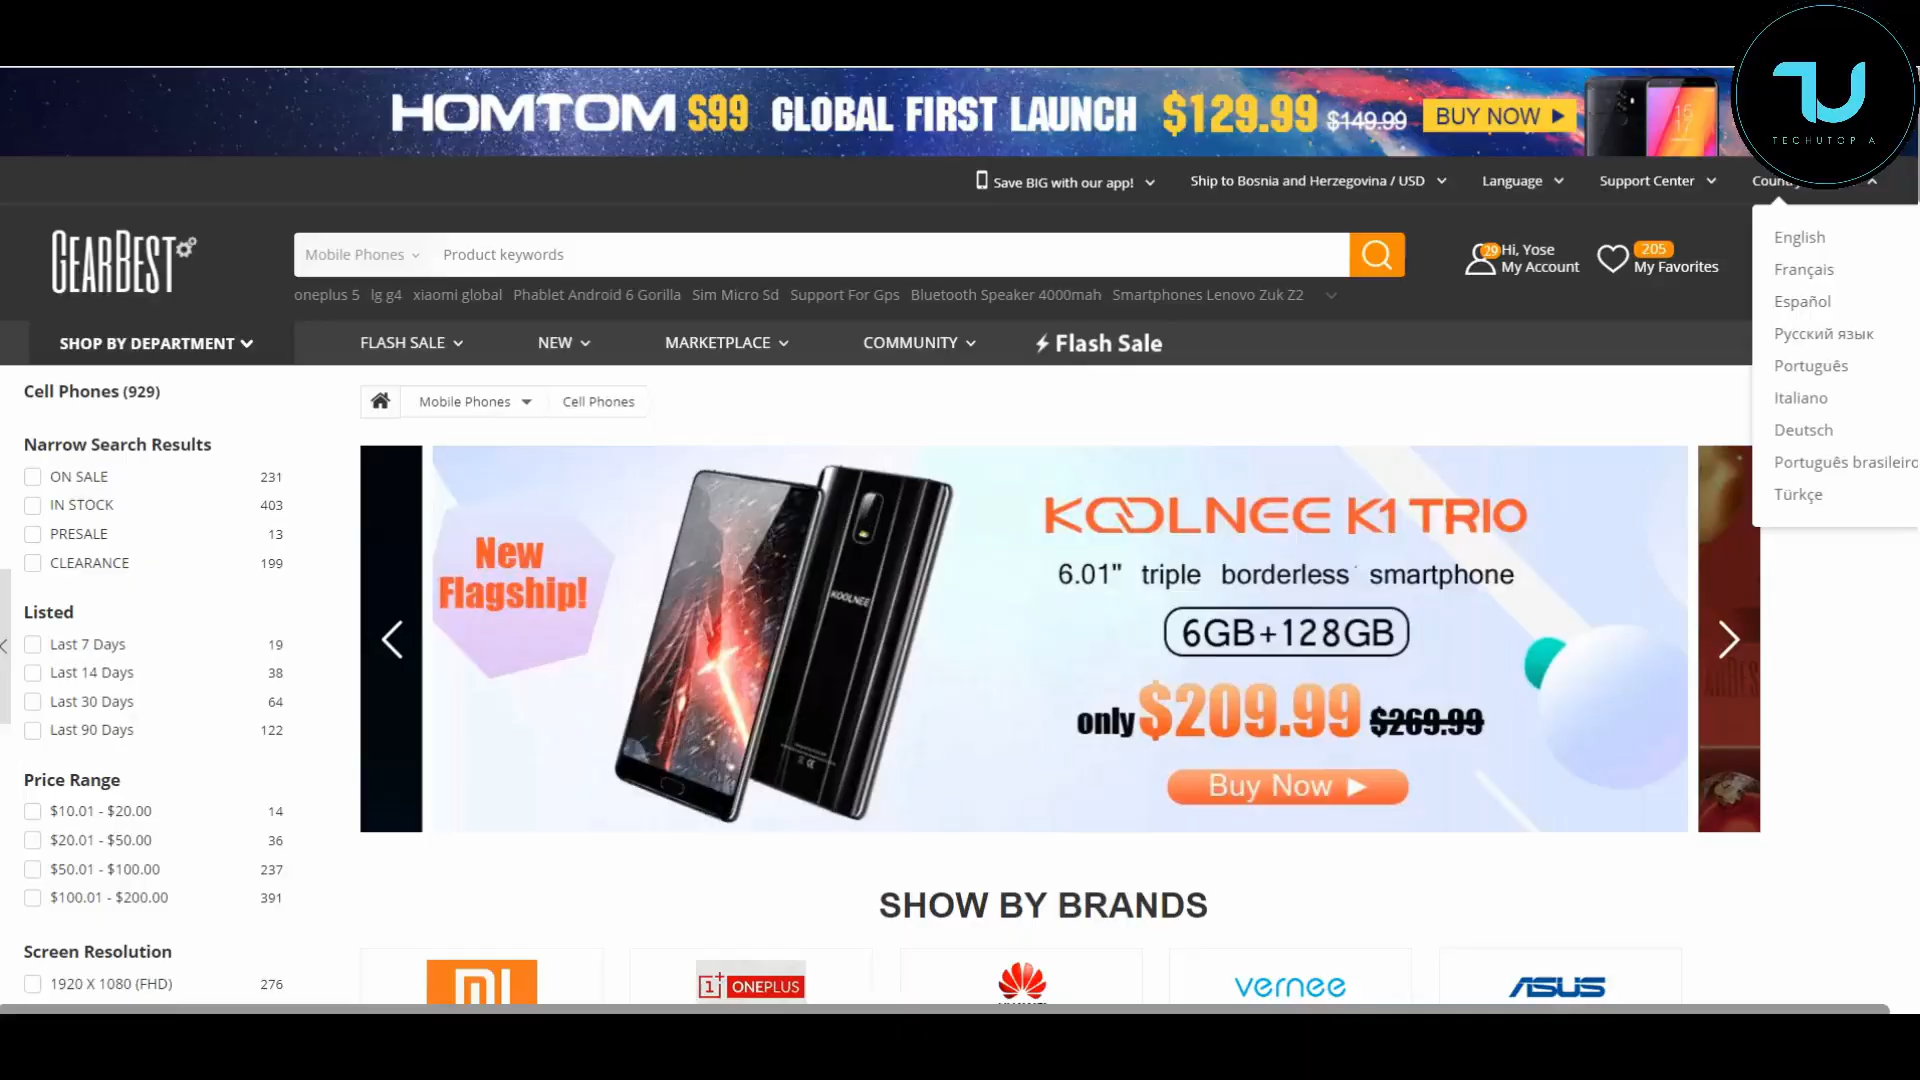 HOMTOM S99 GLOBAL FIRST LAUNCH $129.99 $149.99 BUY NOW
TU
TECHUTOPIA
Save BIG with our app! Ship to Bosnia and Herzegovina / USD Language Support Center
GEARBEST
Mobile Phones Product keywords
29 Hi, Yose
My Account
205
My Favorites
oneplus 5 lg g4 xiaomi global Phablet Android 6 Gorilla Sim Micro Sd Support For Gps Bluetooth Speaker 4000mah Smartphones Lenovo Zuk Z2
SHOP BY DEPARTMENT FLASH SALE NEW MARKETPLACE COMMUNITY Flash Sale
English
Français
Español
Русский язык
Português
Italiano
Deutsch
Português brasileiro
Türkçe
Cell Phones (929)
Narrow Search Results
ON SALE 231
IN STOCK 403
PRESALE 13
CLEARANCE 199
Listed
Last 7 Days 19
Last 14 Days 38
Last 30 Days 64
Last 90 Days 122
Price Range
$10.01 - $20.00 14
$20.01 - $50.00 36
$50.01 - $100.00 237
$100.01 - $200.00 391
Screen Resolution
1920 X 1080 (FHD) 276
Mobile Phones Cell Phones
New
Flagship!
KOOLNEE
KOOLNEE K1 TRIO
6.01" triple borderless smartphone
6GB+128GB
only $209.99 $269.99
Buy Now
SHOW BY BRANDS
MI
1+ ONEPLUS
vernee
ASUS